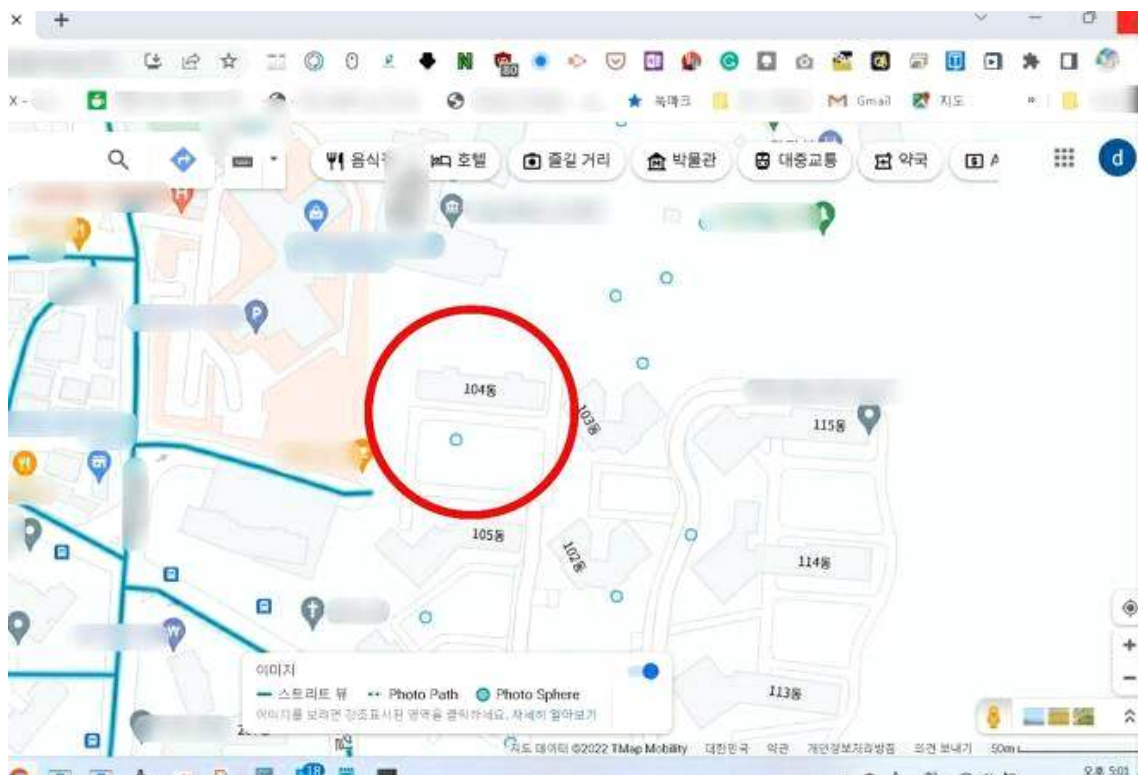 북마크
Gmail
지도
호텔
즐길 거리
박물관
대중교통
약국
104동
103동
115동
105동
102동
114동
113동
이미지
스트리트 뷰
Photo Path
Photo Sphere
이미지를 보려면 강조표시된 영역을 클릭하세요. 자세히 알아보기
지도 데이터 ©2022 TMap Mobility 대한민국 약관 개인정보처리방침 의견 보내기 50m
18
오후 5:01